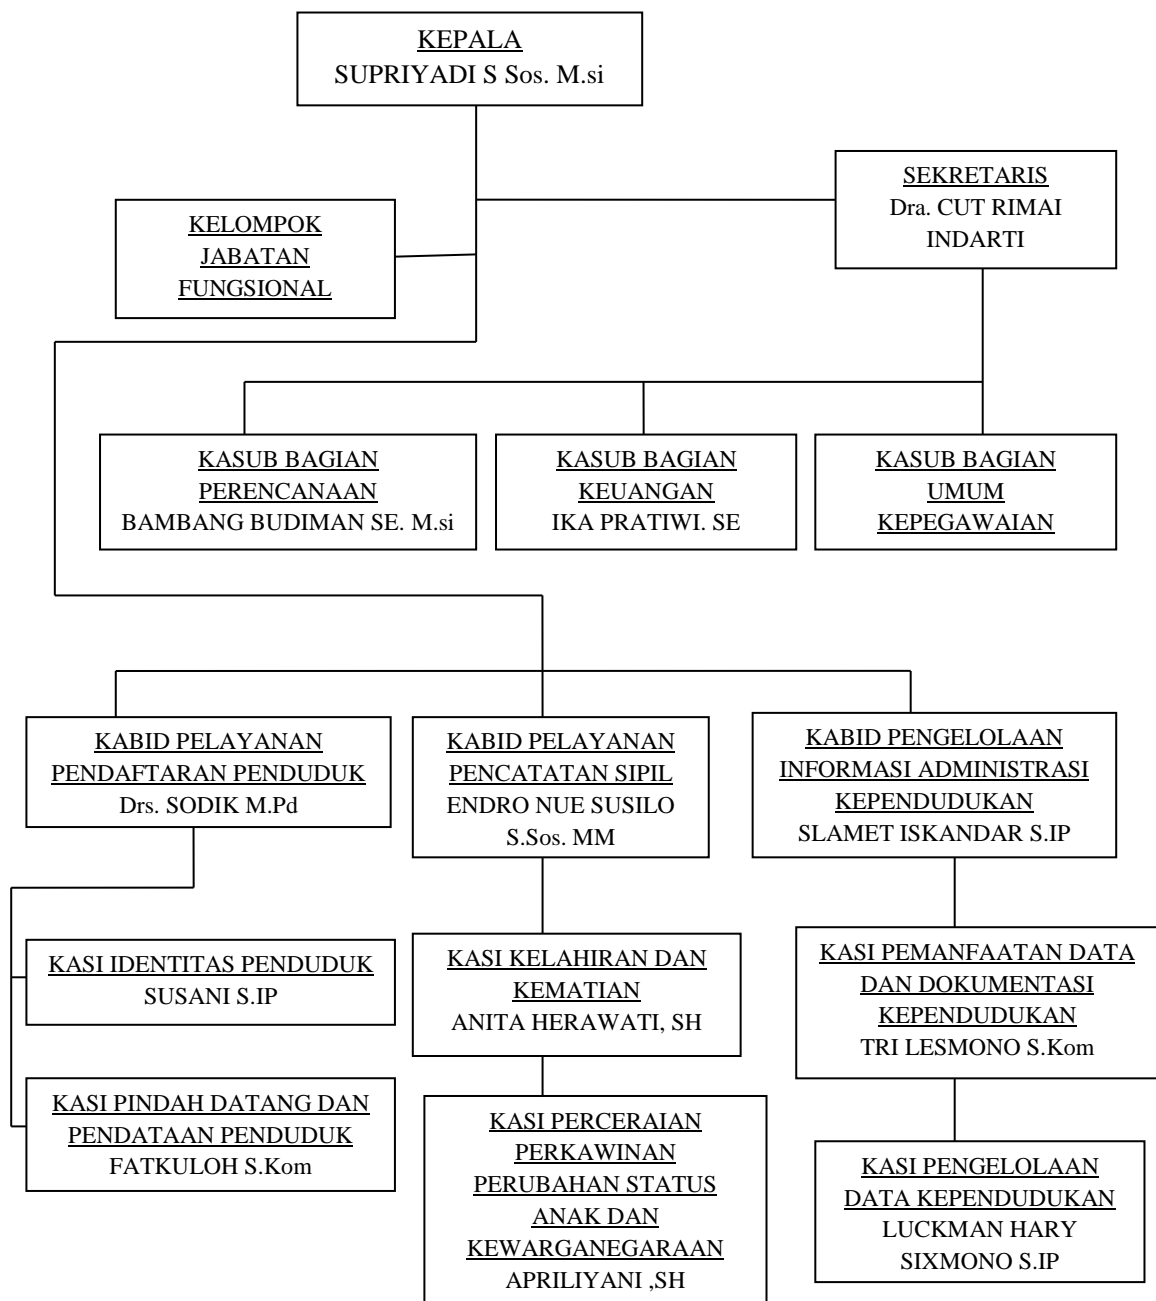 KEPALA
SUPRIYADI S Sos. M.si
SEKRETARIS
Dra. CUT RIMAI
INDARTI
KELOMPOK
JABATAN
FUNGSIONAL
KASUB BAGIAN
PERENCANAAN
BAMBANG BUDIMAN SE. M.si
KASUB BAGIAN
KEUANGAN
IKA PRATIWI. SE
KASUB BAGIAN
UMUM
KEPEGAWAIAN
KABID PELAYANAN
PENDAFTARAN PENDUDUK
Drs. SODIK M.Pd
KABID PELAYANAN
PENCATATAN SIPIL
ENDRO NUE SUSILO
S.Sos. MM
KABID PENGELOLAAN
INFORMASI ADMINISTRASI
KEPENDUDUKAN
SLAMET ISKANDAR S.IP
KASI IDENTITAS PENDUDUK
SUSANI S.IP
KASI KELAHIRAN DAN
KEMATIAN
ANITA HERAWATI, SH
KASI PEMANFAATAN DATA
DAN DOKUMENTASI
KEPENDUDUKAN
TRI LESMONO S.Kom
KASI PINDAH DATANG DAN
PENDATAAN PENDUDUK
FATKULOH S.Kom
KASI PERCERAIAN
PERKAWINAN
PERUBAHAN STATUS
ANAK DAN
KEWARGANEGARAAN
APRILIYANI ,SH
KASI PENGELOLAAN
DATA KEPENDUDUKAN
LUCKMAN HARY
SIXMONO S.IP